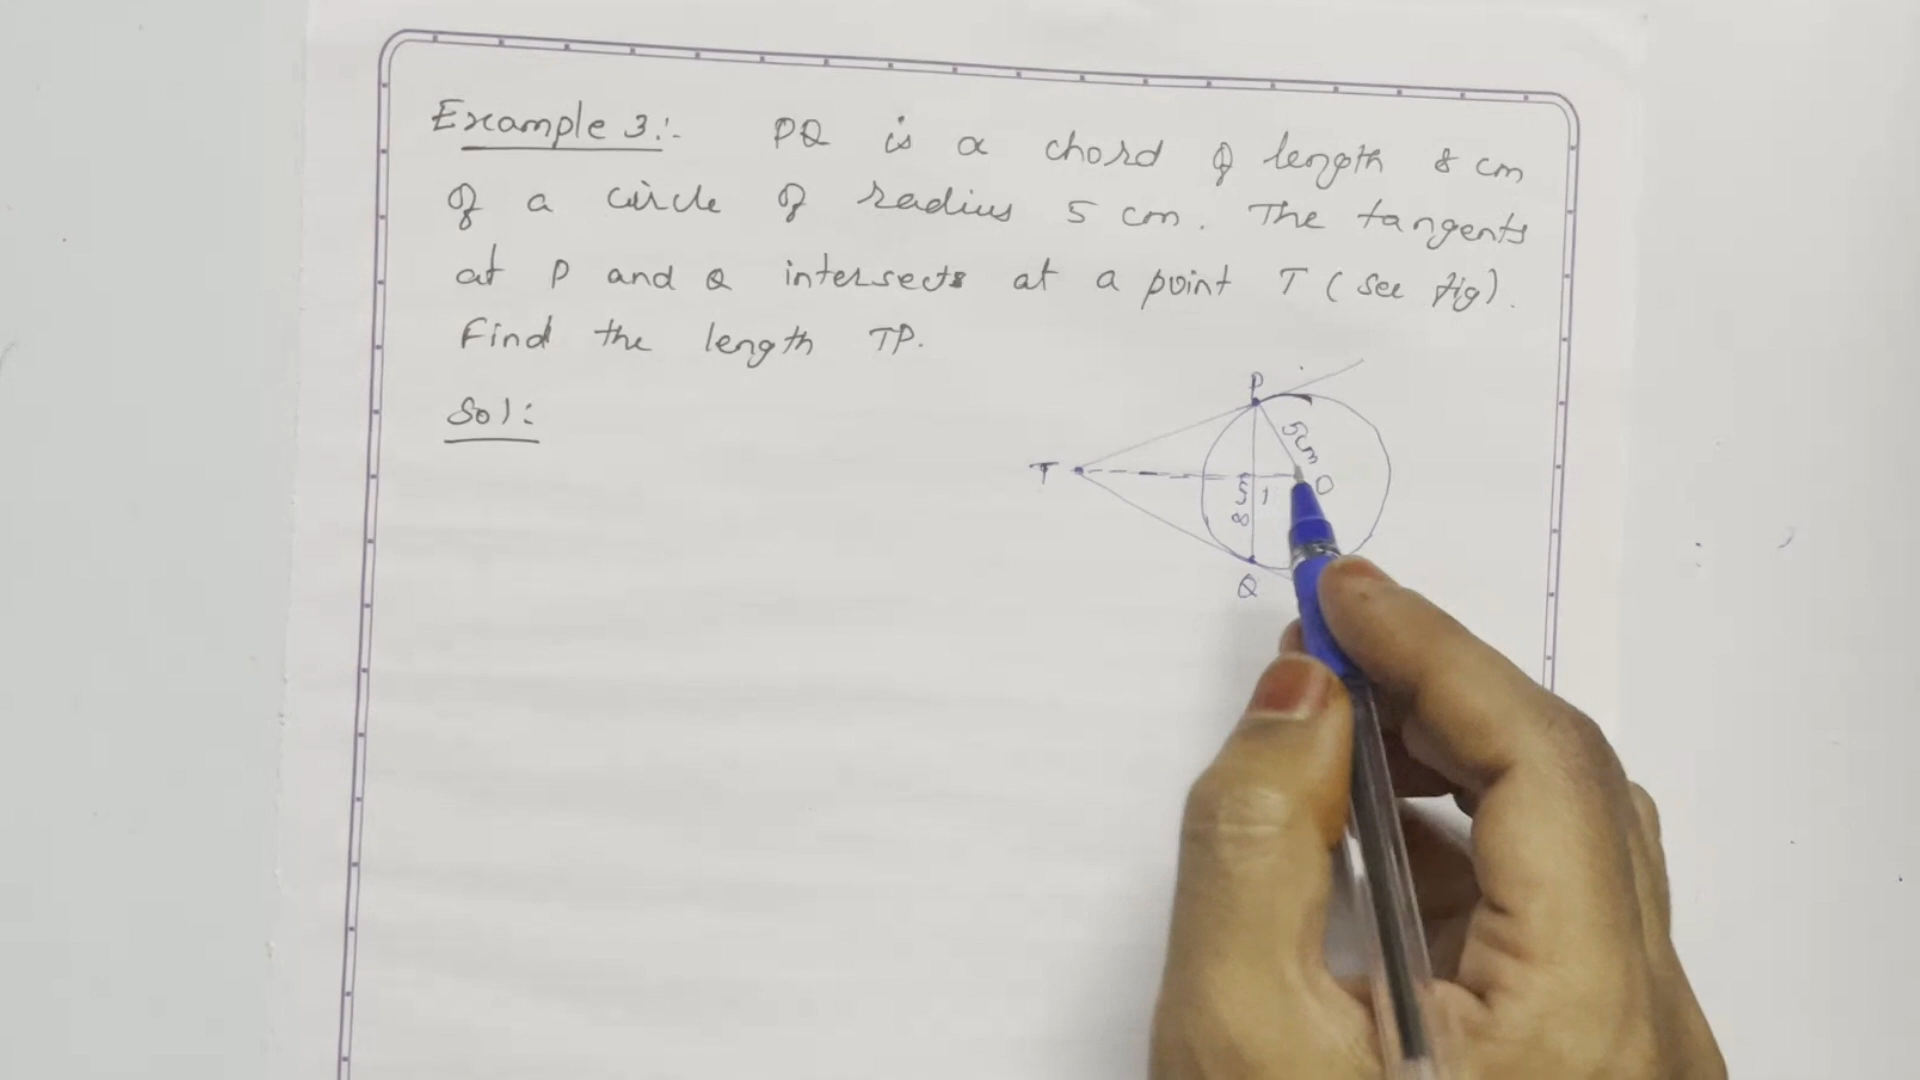 Example 3:- PQ is a chord of length 8 cm
of a circle of radius 5 cm. The tangents
at P and Q intersects at a point T (see fig).
Find the length TP.
Sol:
P
5cm
T
O
8
Q